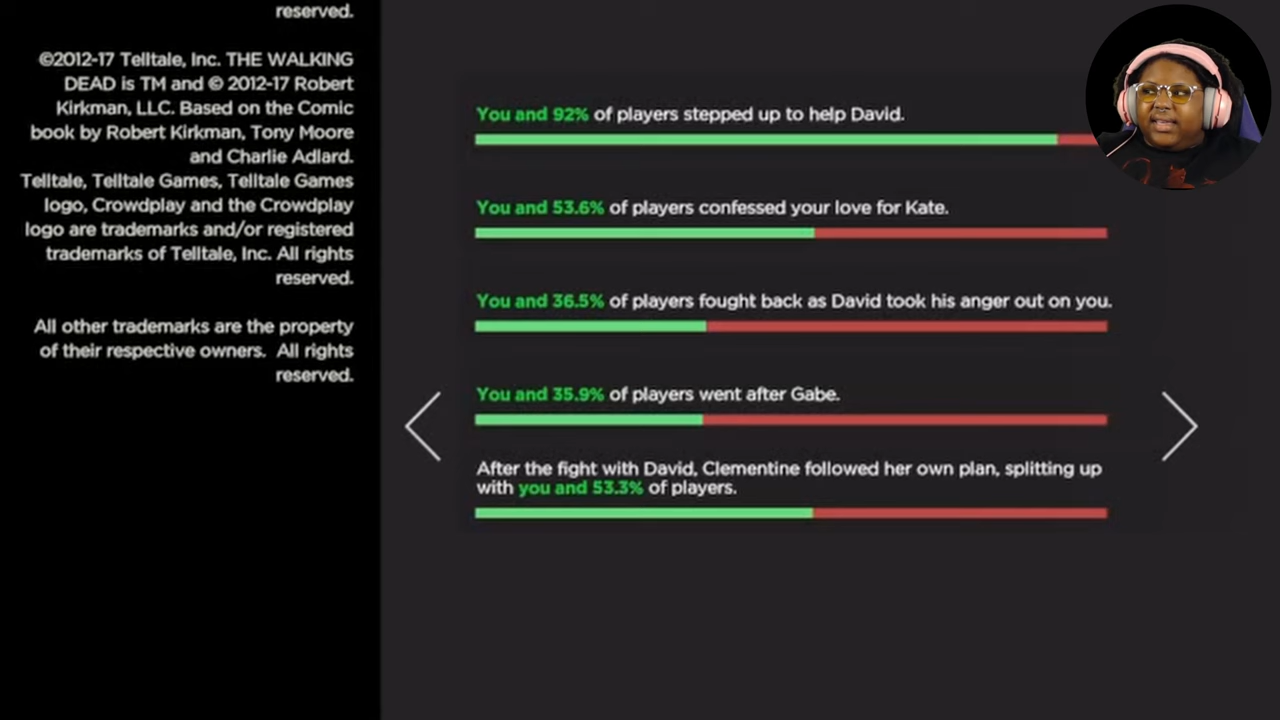 reserved.
©2012-17 Telltale, Inc. THE WALKING
DEAD is TM and © 2012-17 Robert
Kirkman, LLC. Based on the Comic
book by Robert Kirkman, Tony Moore
and Charlie Adlard.
Telltale, Telltale Games, Telltale Games
logo, Crowdplay and the Crowdplay
logo are trademarks and/or registered
trademarks of Telltale, Inc. All rights
reserved.
All other trademarks are the property
of their respective owners. All rights
reserved.
You and 92% of players stepped up to help David.
You and 53.6% of players confessed your love for Kate.
You and 36.5% of players fought back as David took his anger out on you.
You and 35.9% of players went after Gabe.
After the fight with David, Clementine followed her own plan, splitting up
with you and 53.3% of players.